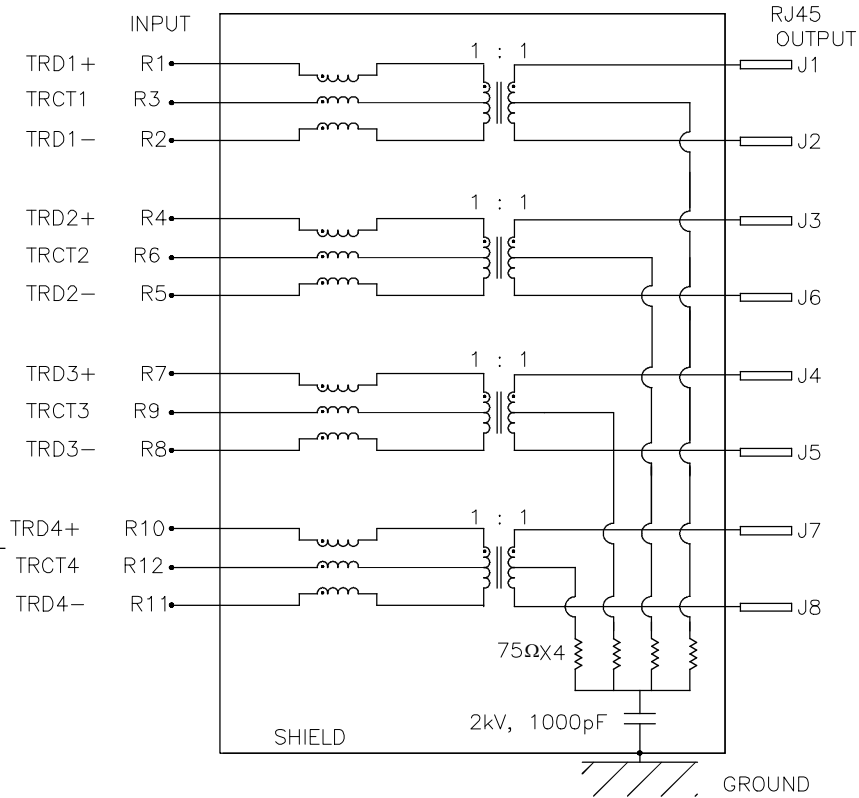 INPUT
RJ45
OUTPUT
1 : 1
TRD1+ R1 J1
TRCT1 R3
TRD1− R2 J2
1 : 1
TRD2+ R4 J3
TRCT2 R6
TRD2− R5 J6
1 : 1
TRD3+ R7 J4
TRCT3 R9
TRD3− R8 J5
1 : 1
TRD4+ R10 J7
TRCT4 R12
TRD4− R11 J8
75ΩX4
2kV, 1000pF
SHIELD
GROUND